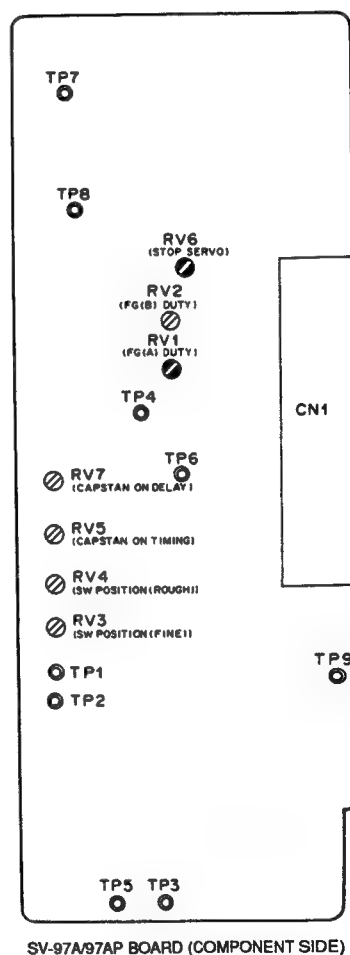 TP7
TP8
RV6
(STOP SERVO)
RV2
(FG(B) DUTY)
RV1
(FG(A) DUTY)
TP4
CN1
TP6
RV7
(CAPSTAN ON DELAY)
RV5
(CAPSTAN ON TIMING)
RV4
(SW POSITION(ROUGH))
RV3
(SW POSITION(FINE))
TP9
TP1
TP2
TP5 TP3
SV-97A/97AP BOARD (COMPONENT SIDE)